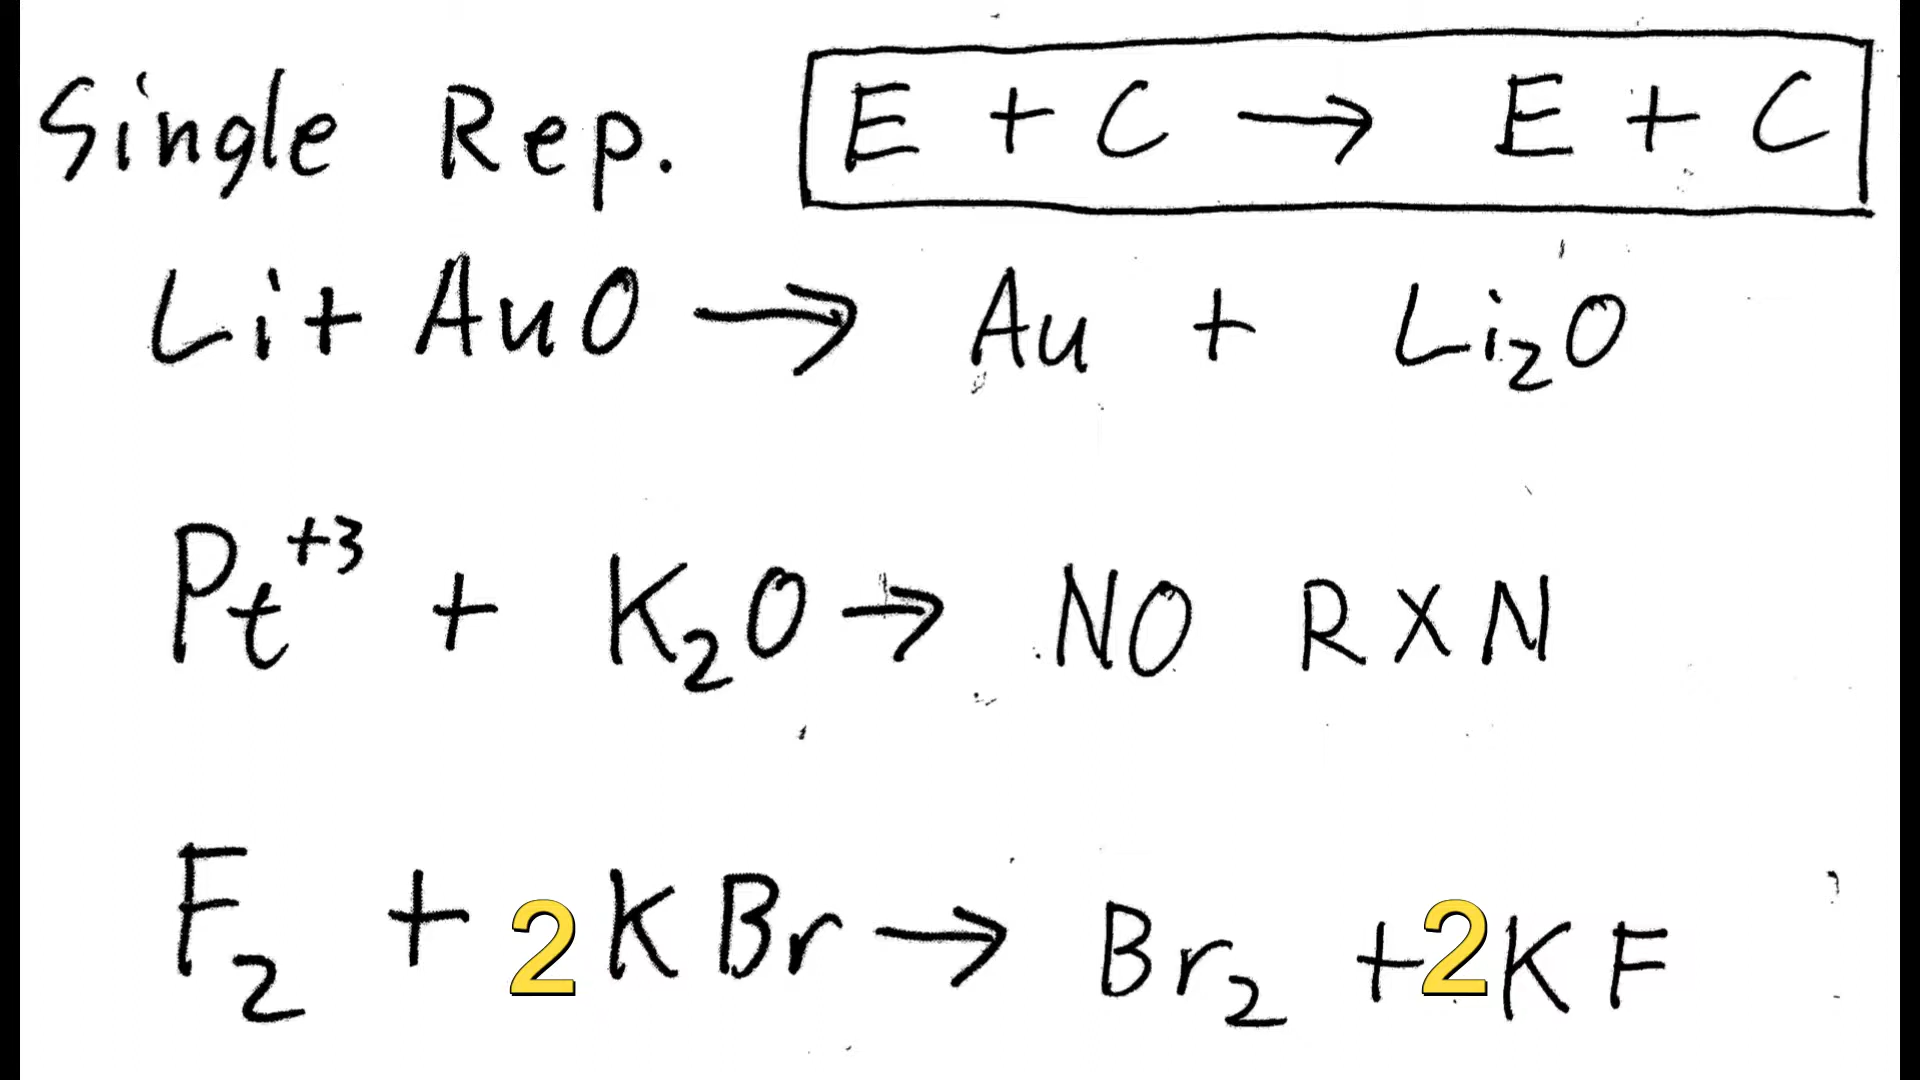 Single Rep. E + C → E + C
Li + AuO → Au + Li₂O
Pt⁺³ + K₂O → NO RXN
F₂ + 2KBr → Br₂ + 2KF